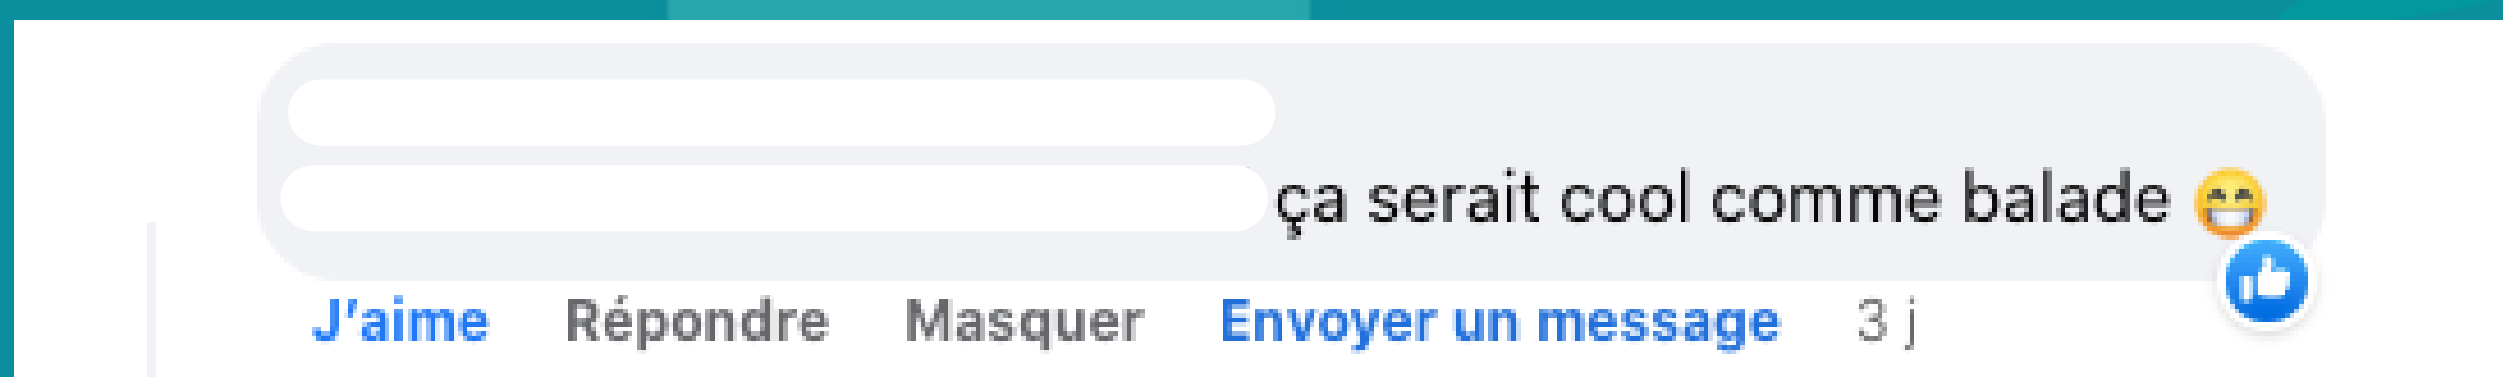 ça serait cool comme balade 😁
J'aime Répondre Masquer Envoyer un message 3 j